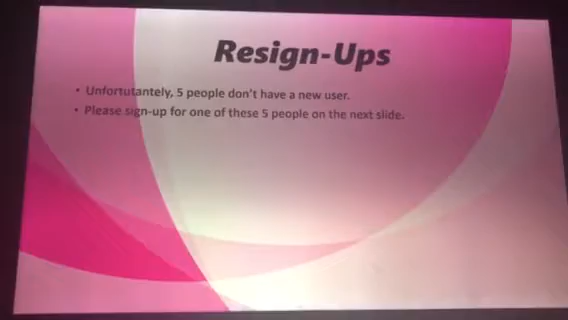 Resign-Ups
• Unfortutantely, 5 people don't have a new user.
• Please sign-up for one of these 5 people on the next slide.